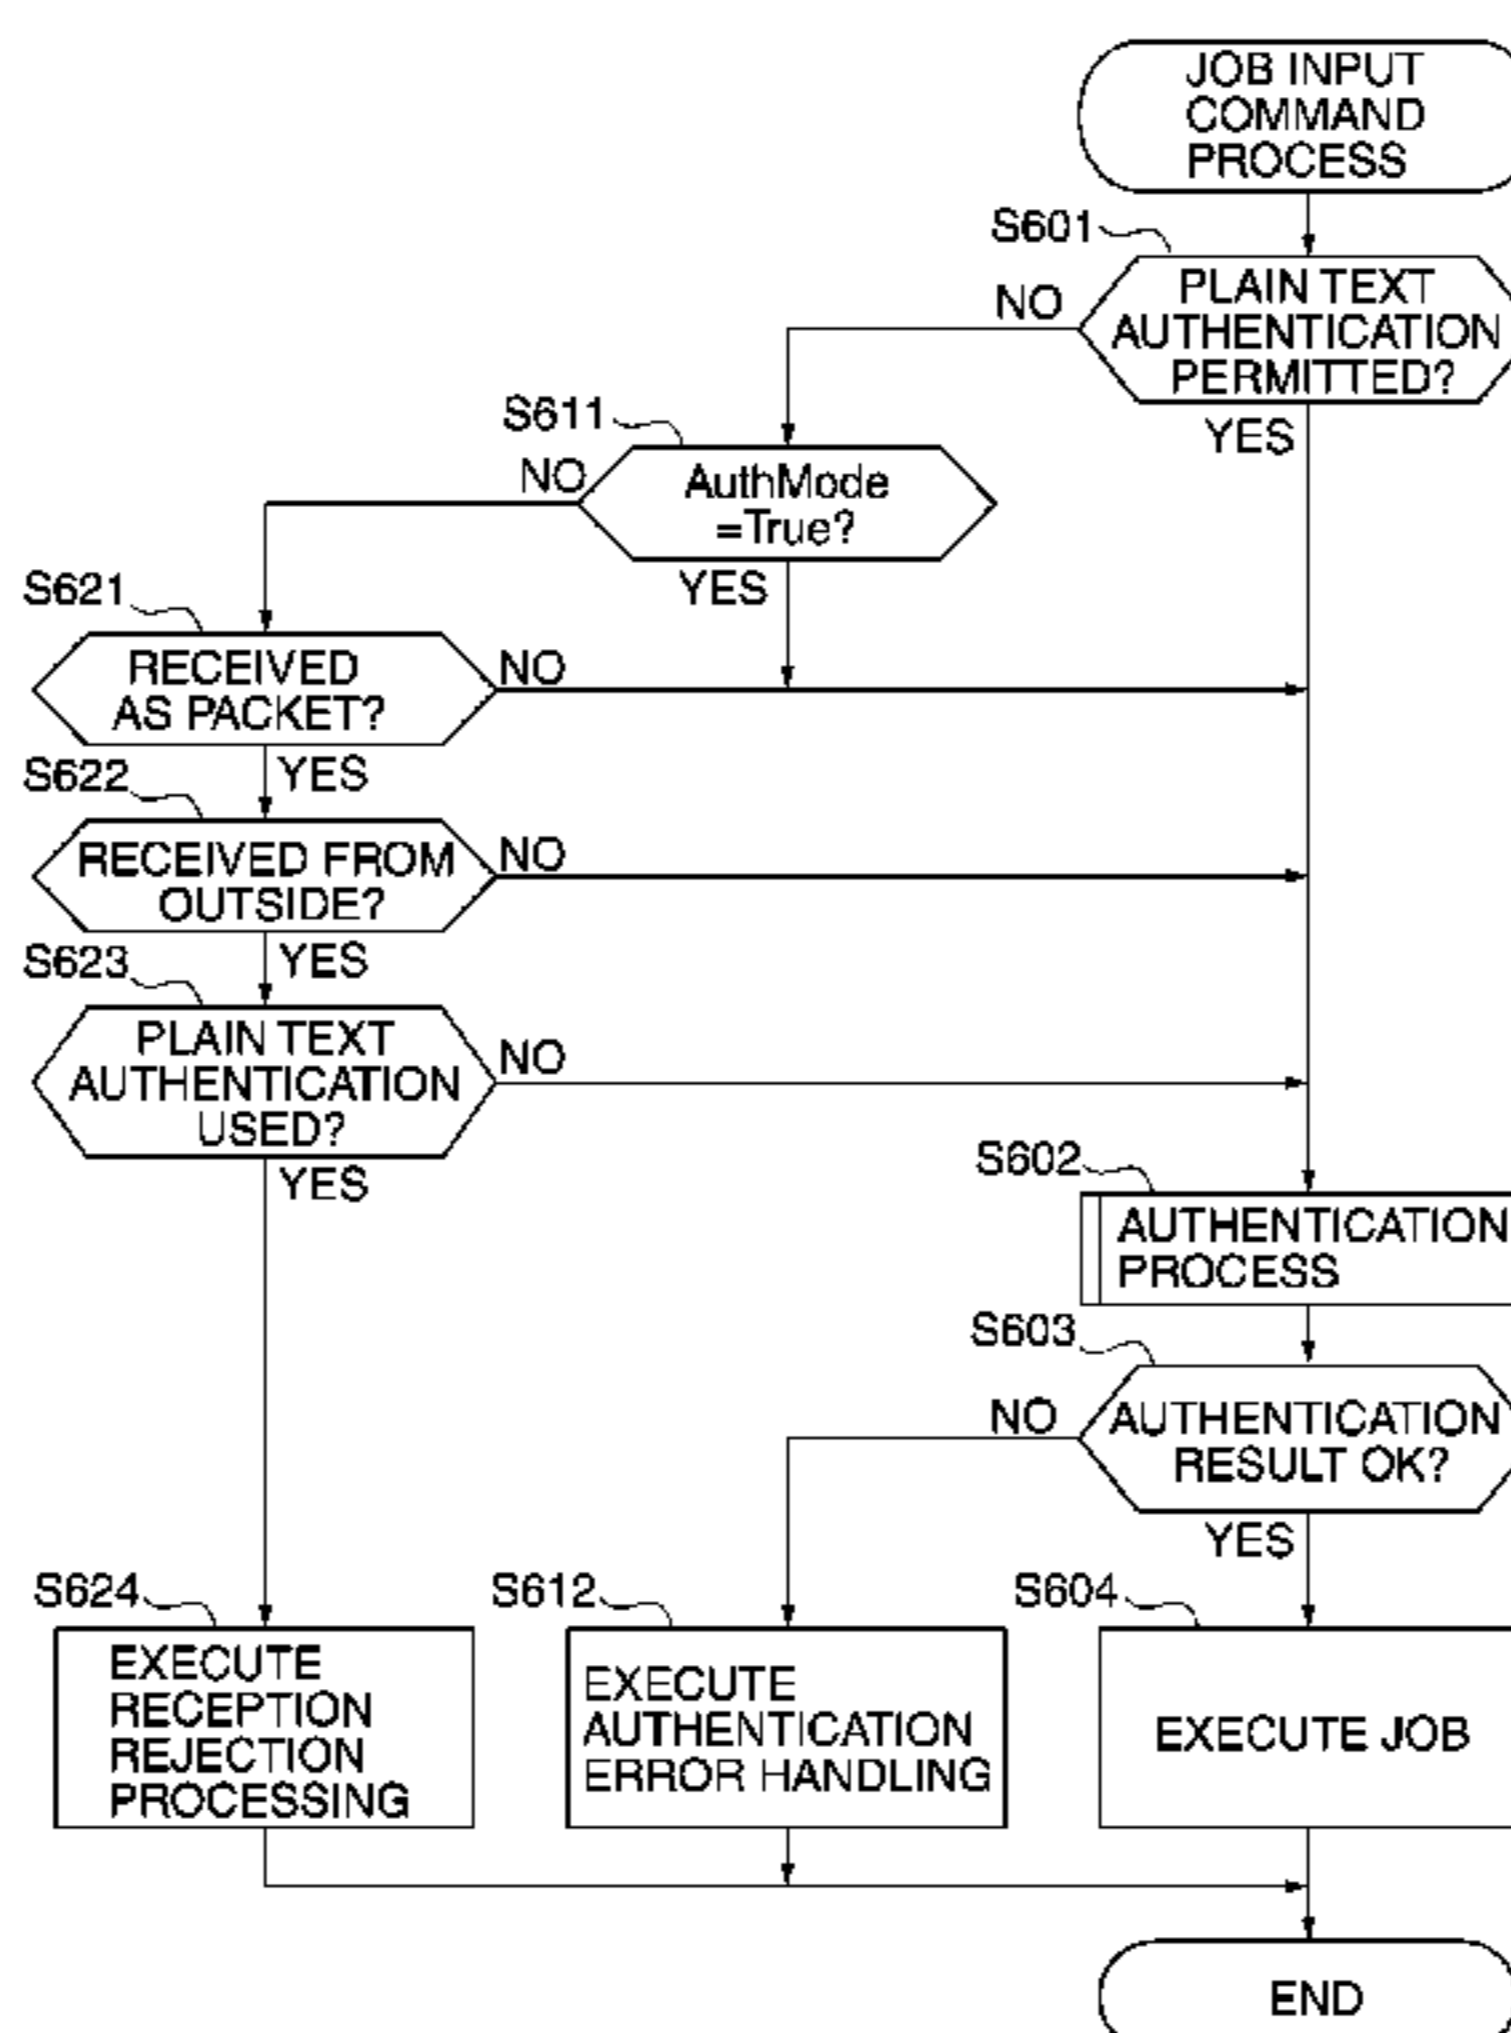 JOB INPUT
COMMAND
PROCESS
S601
PLAIN TEXT
AUTHENTICATION
PERMITTED?
NO
YES
S611
AuthMode
=True?
NO
YES
S621
RECEIVED
AS PACKET?
NO
YES
S622
RECEIVED FROM
OUTSIDE?
NO
YES
S623
PLAIN TEXT
AUTHENTICATION
USED?
NO
YES
S602
AUTHENTICATION
PROCESS
S603
AUTHENTICATION
RESULT OK?
NO
YES
S624
EXECUTE
RECEPTION
REJECTION
PROCESSING
S612
EXECUTE
AUTHENTICATION
ERROR HANDLING
S604
EXECUTE JOB
END